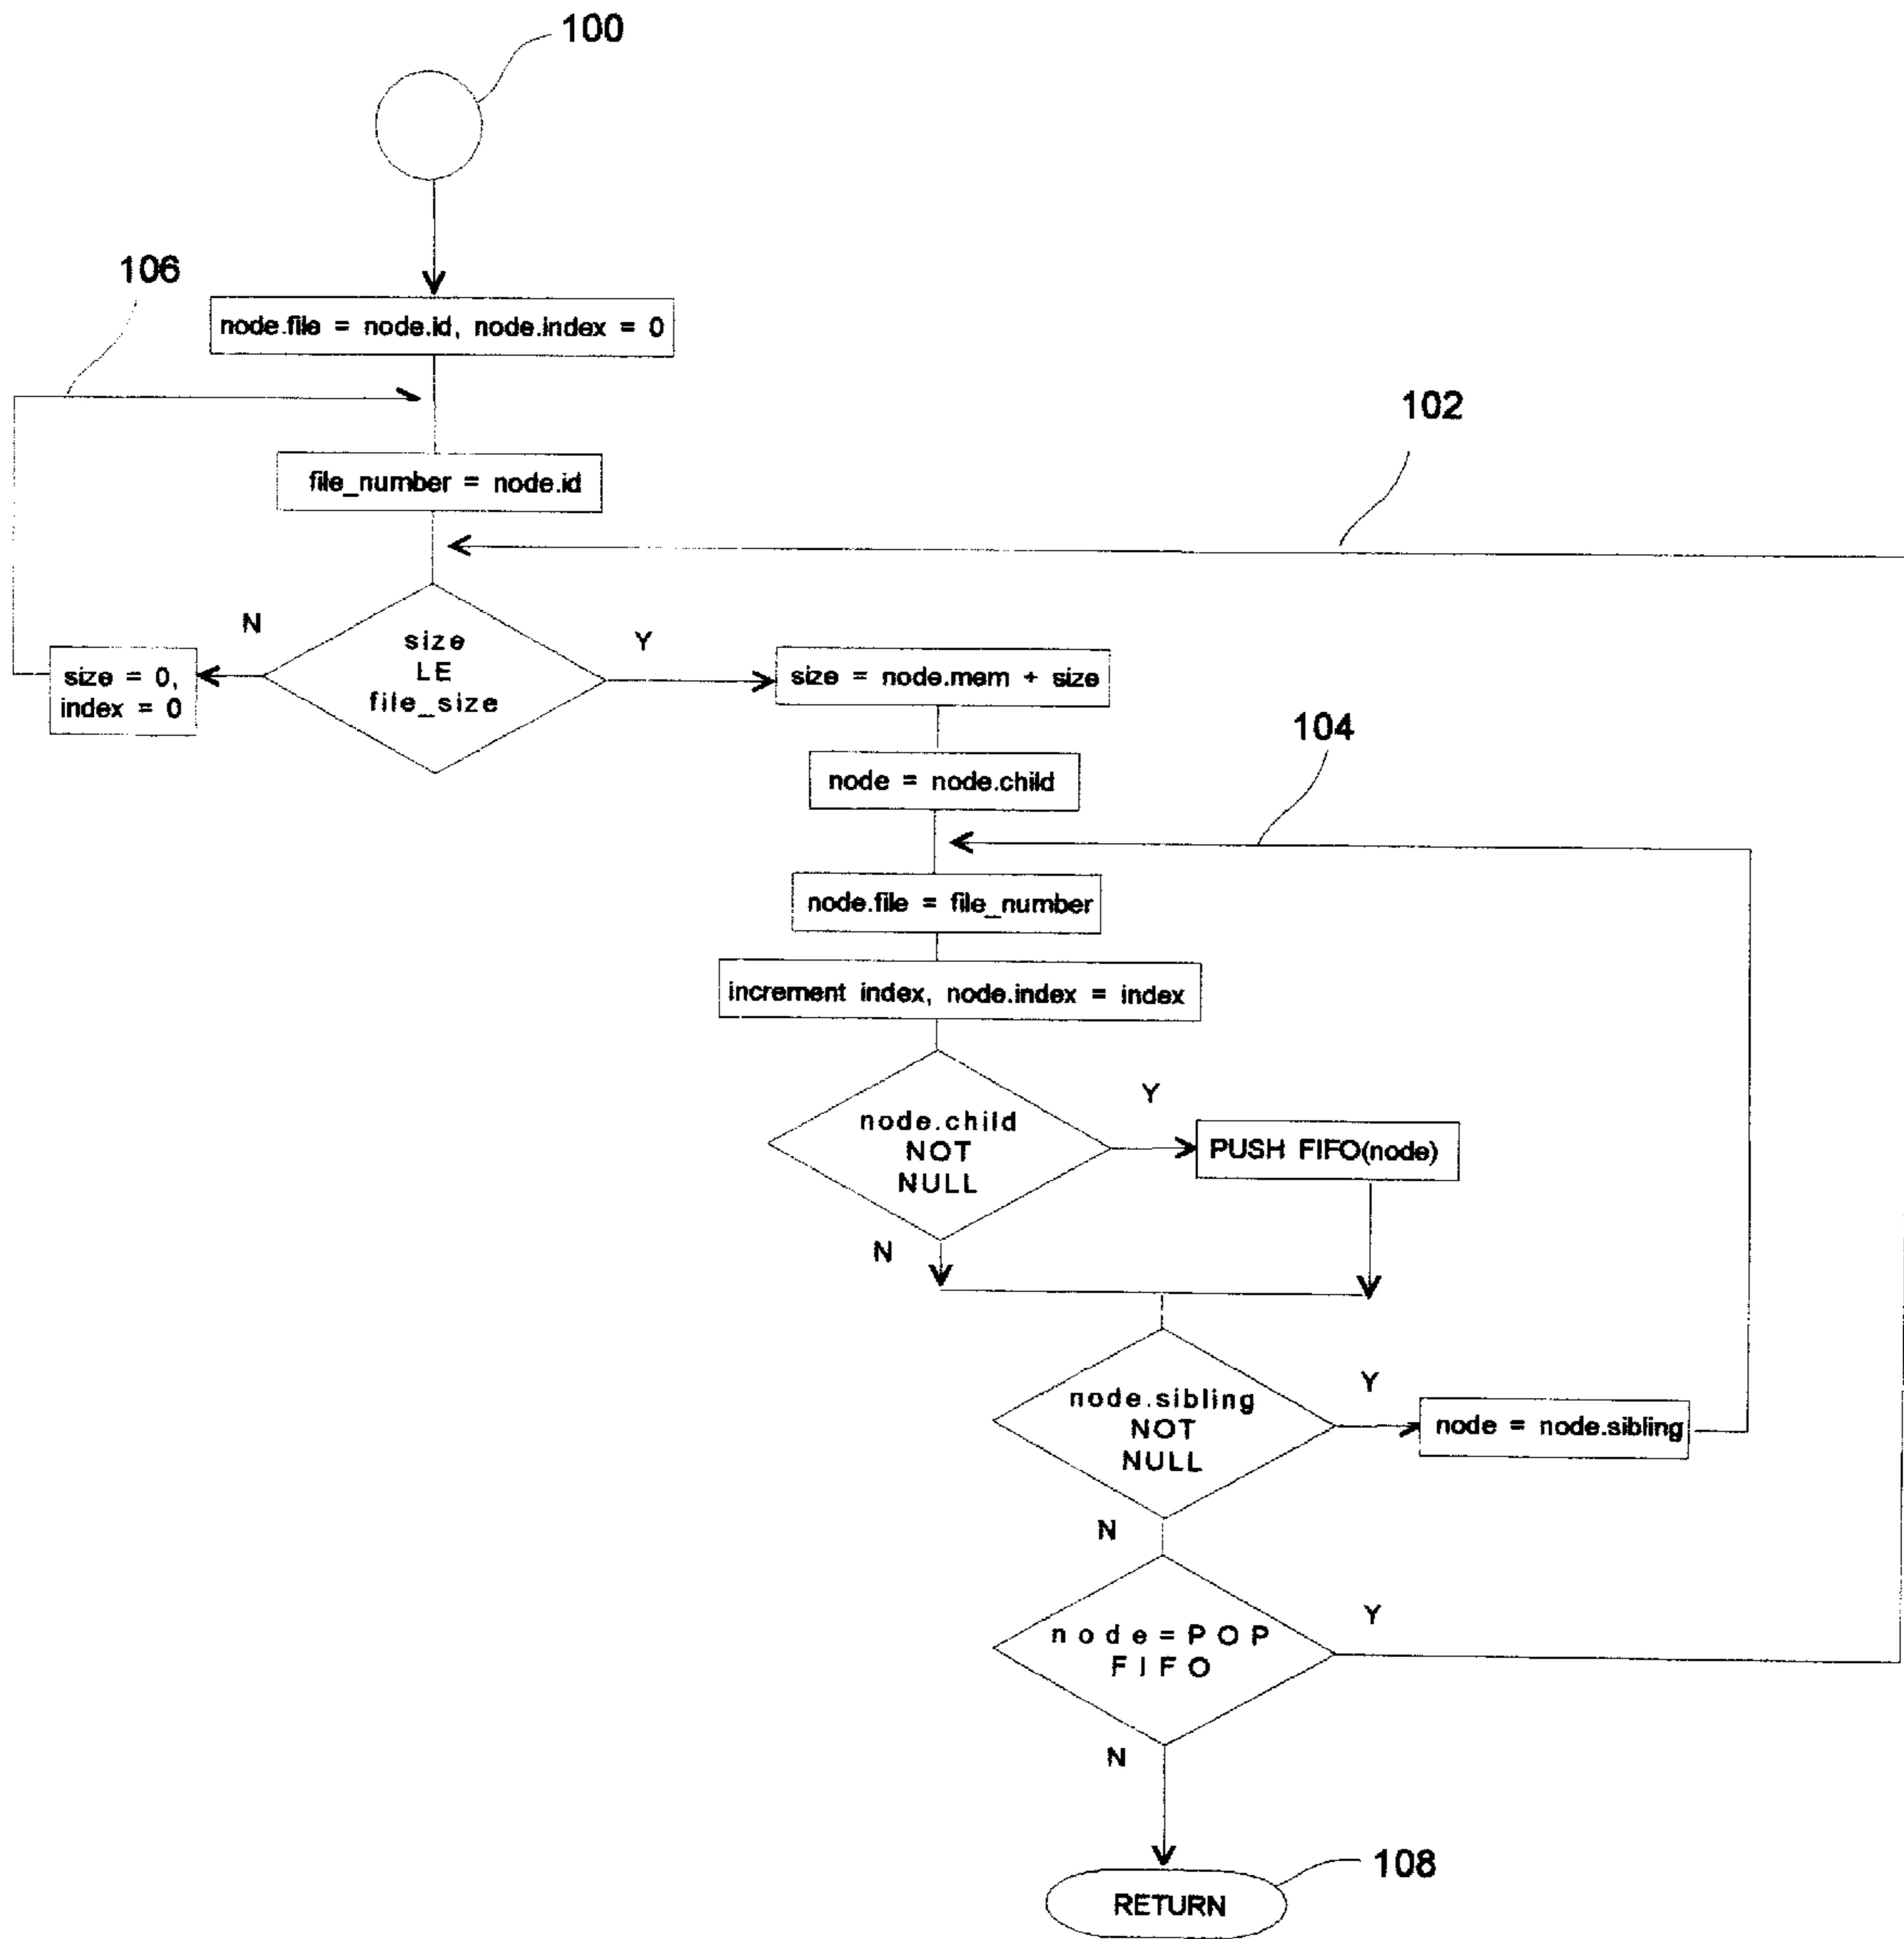 100
106
node.file = node.id, node.index = 0
102
file_number = node.id
N
size
LE
file_size
Y
size = 0,
index = 0
size = node.mem + size
104
node = node.child
node.file = file_number
increment index, node.index = index
node.child
NOT
NULL
Y
PUSH FIFO(node)
N
node.sibling
NOT
NULL
Y
node = node.sibling
N
node=POP
FIFO
Y
N
108
RETURN